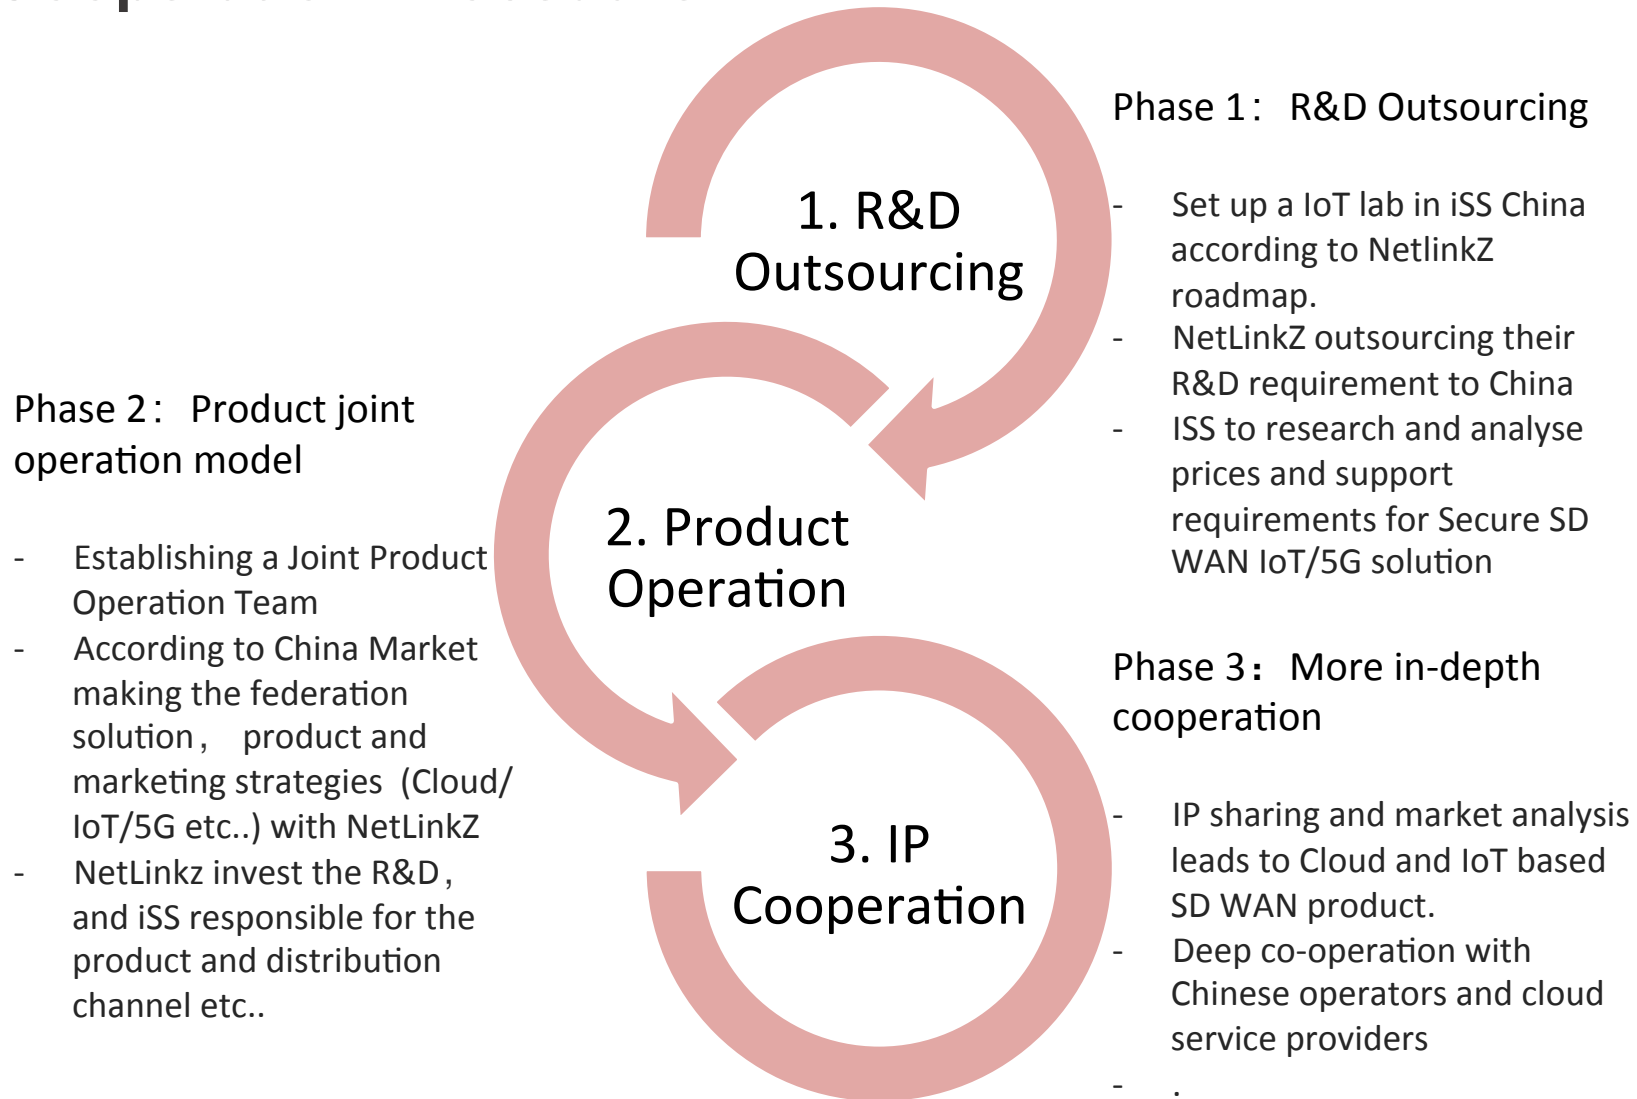 Phase 1： R&D Outsourcing
- Set up a IoT lab in iSS China
according to NetlinkZ
roadmap.
- NetLinkZ outsourcing their
R&D requirement to China
- ISS to research and analyse
prices and support
requirements for Secure SD
WAN IoT/5G solution
1. R&D
Outsourcing
Phase 2： Product joint
operation model
- Establishing a Joint Product
Operation Team
- According to China Market
making the federation
solution， product and
marketing strategies (Cloud/
IoT/5G etc..) with NetLinkZ
- NetLinkz invest the R&D，
and iSS responsible for the
product and distribution
channel etc..
2. Product
Operation
Phase 3： More in-depth
cooperation
- IP sharing and market analysis
leads to Cloud and IoT based
SD WAN product.
- Deep co-operation with
Chinese operators and cloud
service providers
- .
3. IP
Cooperation